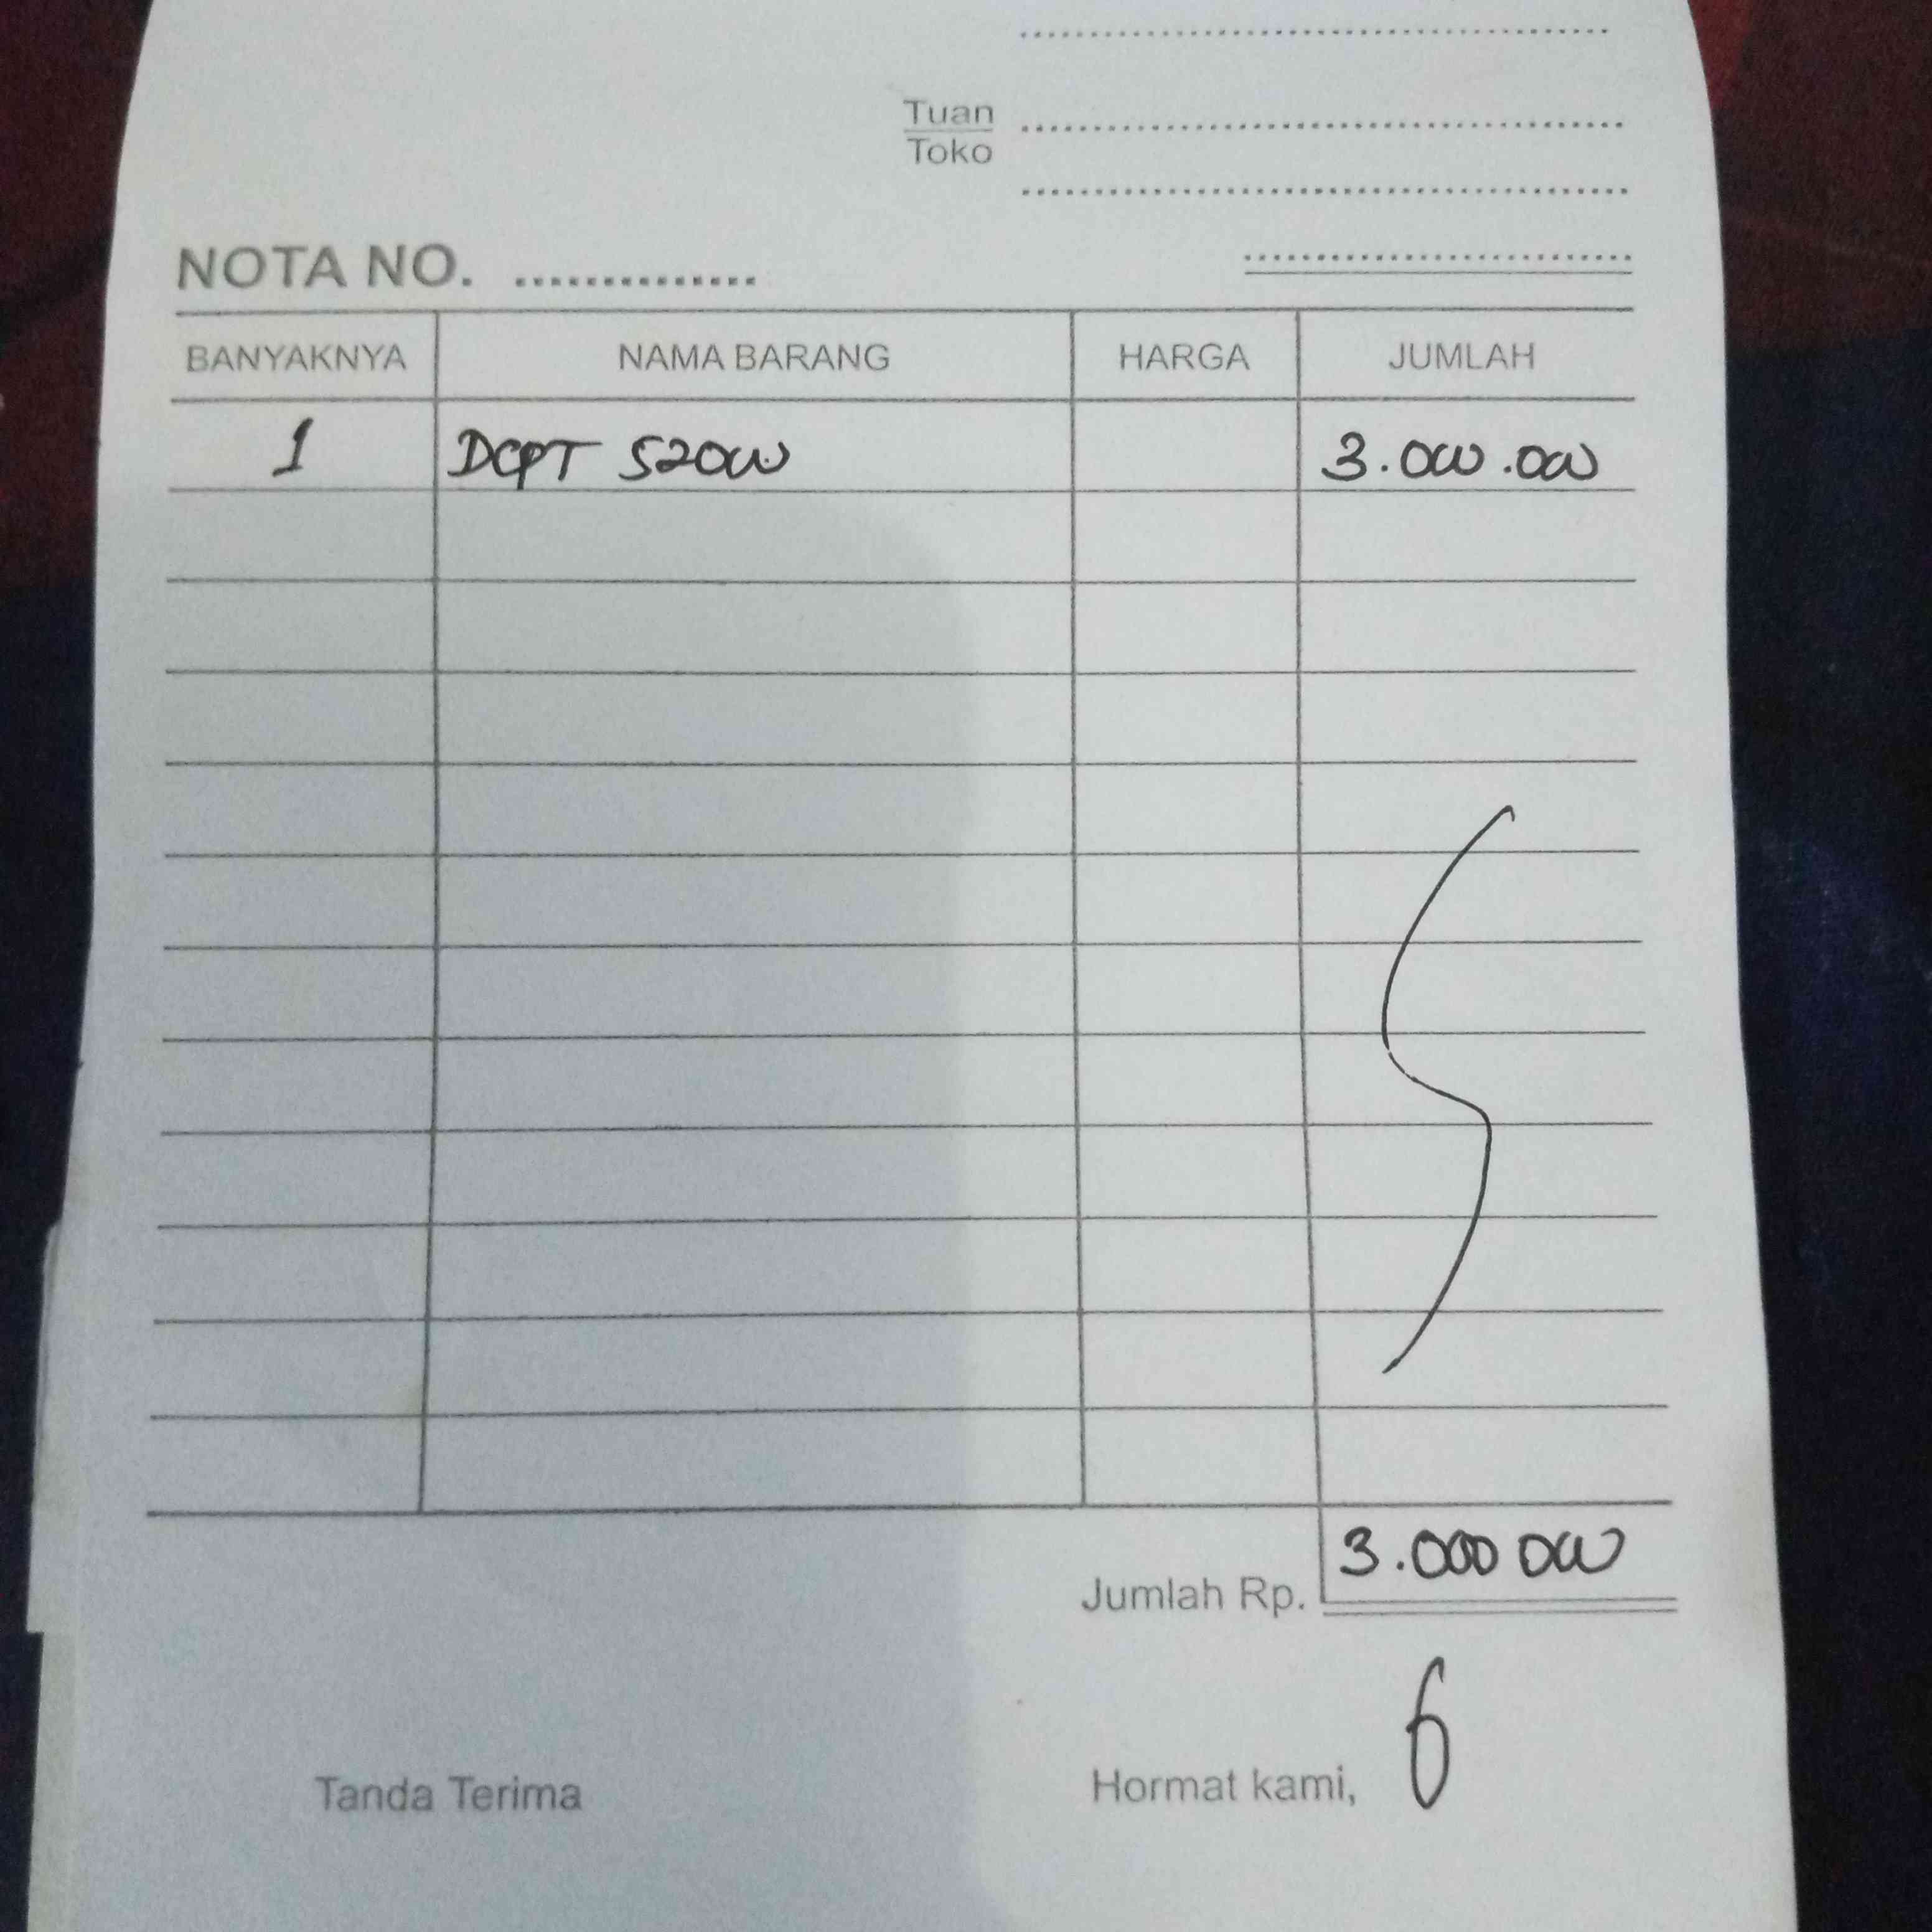 Tuan
Toko
NOTA NO. ..............
BANYAKNYA NAMA BARANG HARGA JUMLAH
1 DCPT 520W 3.000.000
Jumlah Rp. 3.000 000
Tanda Terima Hormat kami,